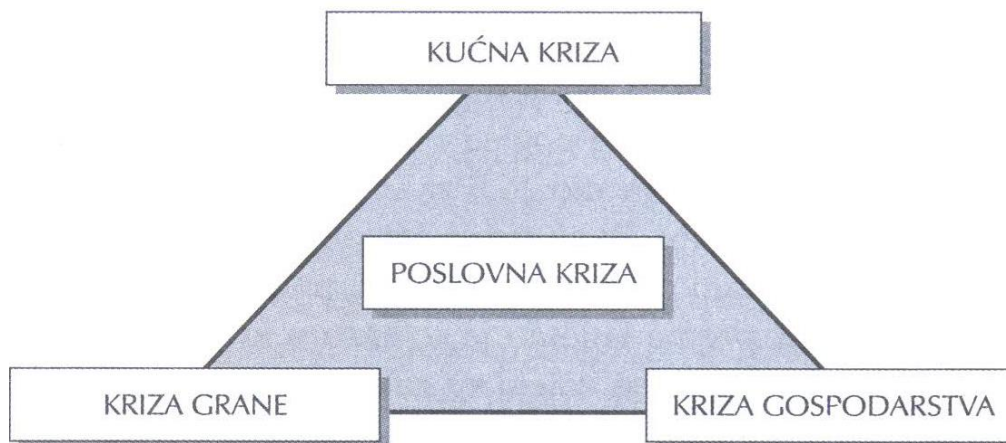 KUĆNA KRIZA
POSLOVNA KRIZA
KRIZA GRANE
KRIZA GOSPODARSTVA